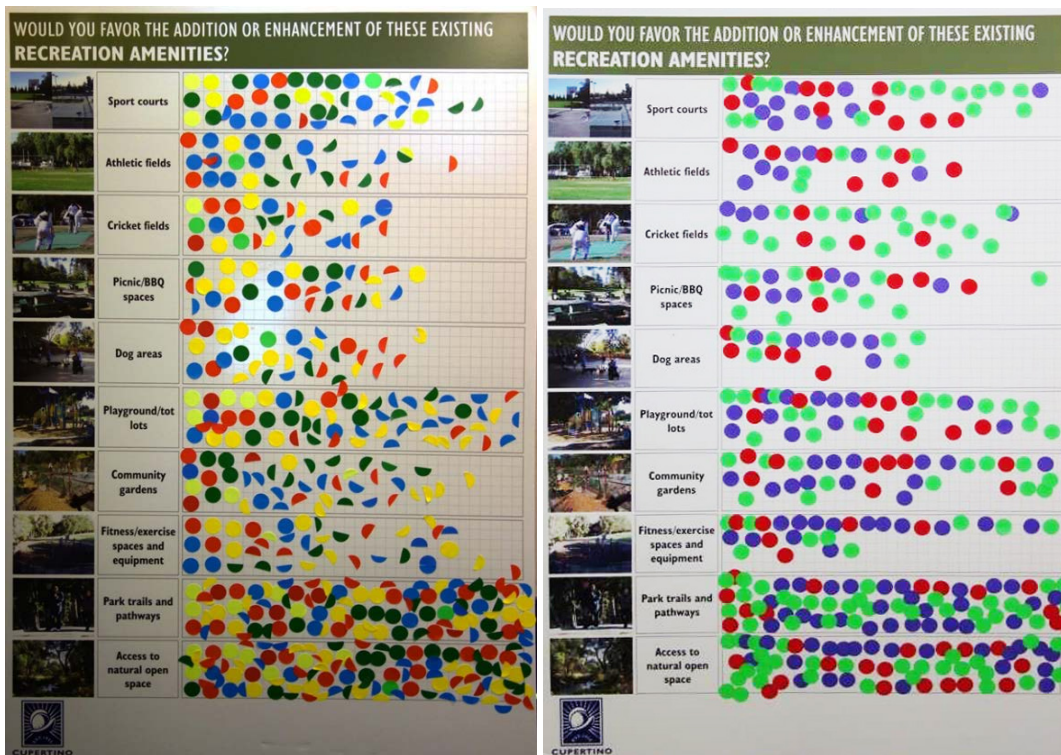 WOULD YOU FAVOR THE ADDITION OR ENHANCEMENT OF THESE EXISTING
RECREATION AMENITIES?
Sport courts
Athletic fields
Cricket fields
Picnic/BBQ
spaces
Dog areas
Playground/tot
lots
Community
gardens
Fitness/exercise
spaces and
equipment
Park trails and
pathways
Access to
natural open
space
CUPERTINO
WOULD YOU FAVOR THE ADDITION OR ENHANCEMENT OF THESE EXISTING
RECREATION AMENITIES?
Sport courts
Athletic fields
Cricket fields
Picnic/BBQ
spaces
Dog areas
Playground/tot
lots
Community
gardens
Fitness/exercise
spaces and
equipment
Park trails and
pathways
Access to
natural open
space
CUPERTINO